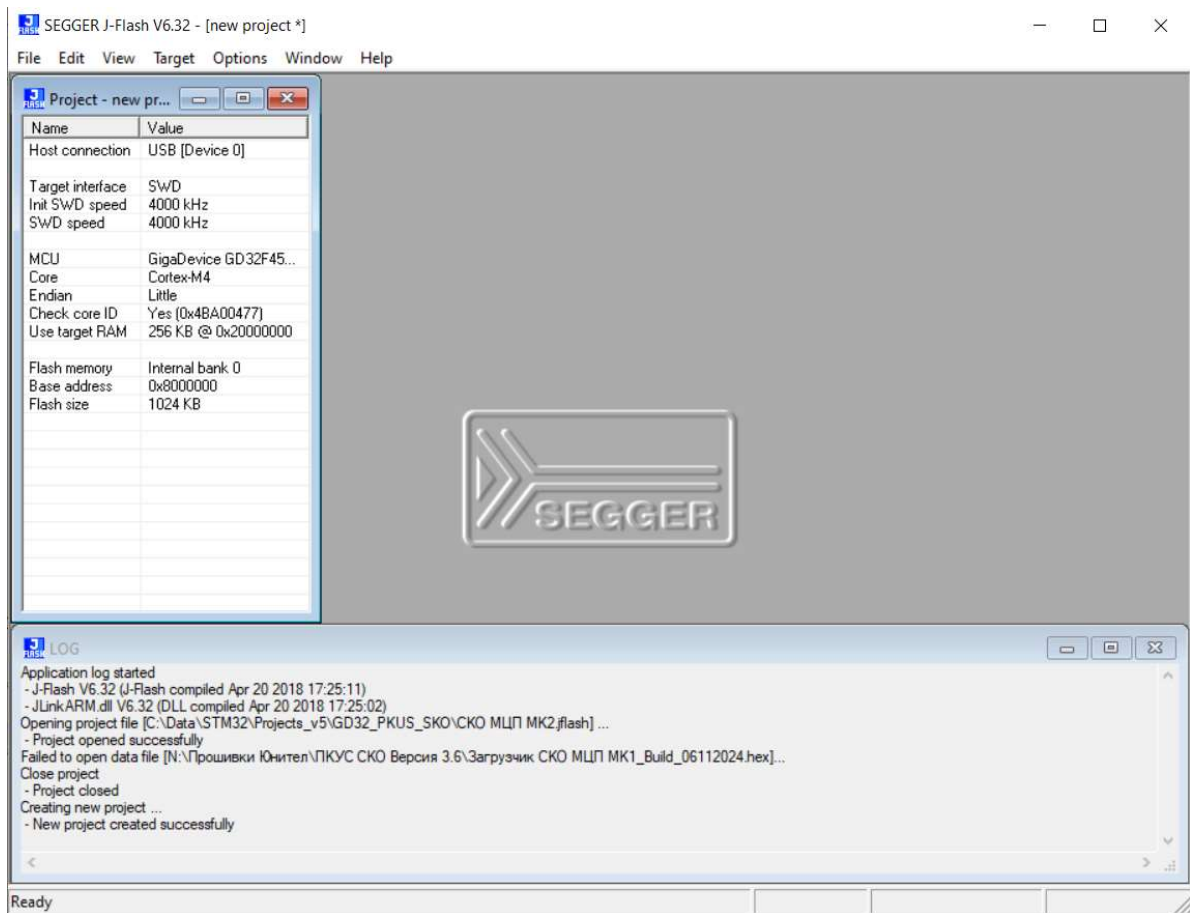 SEGGER J-Flash V6.32 - [new project *]
File Edit View Target Options Window Help
Project - new pr...
Name Value
Host connection USB [Device 0]
Target interface SWD
Init SWD speed 4000 kHz
SWD speed 4000 kHz
MCU GigaDevice GD32F45...
Core Cortex-M4
Endian Little
Check core ID Yes (0x4BA00477)
Use target RAM 256 KB @ 0x20000000
Flash memory Internal bank 0
Base address 0x8000000
Flash size 1024 KB
SEGGER
LOG
Application log started
- J-Flash V6.32 (J-Flash compiled Apr 20 2018 17:25:11)
- JLinkARM.dll V6.32 (DLL compiled Apr 20 2018 17:25:02)
Opening project file [C:\Data\STM32\Projects_v5\GD32_PKUS_SKO\СКО МЦП МК2.jflash] ...
- Project opened successfully
Failed to open data file [N:\Прошивки Юнител\ПКУС СКО Версия 3.6\Загрузчик СКО МЦП МК1_Build_06112024.hex]...
Close project
- Project closed
Creating new project ...
- New project created successfully
Ready